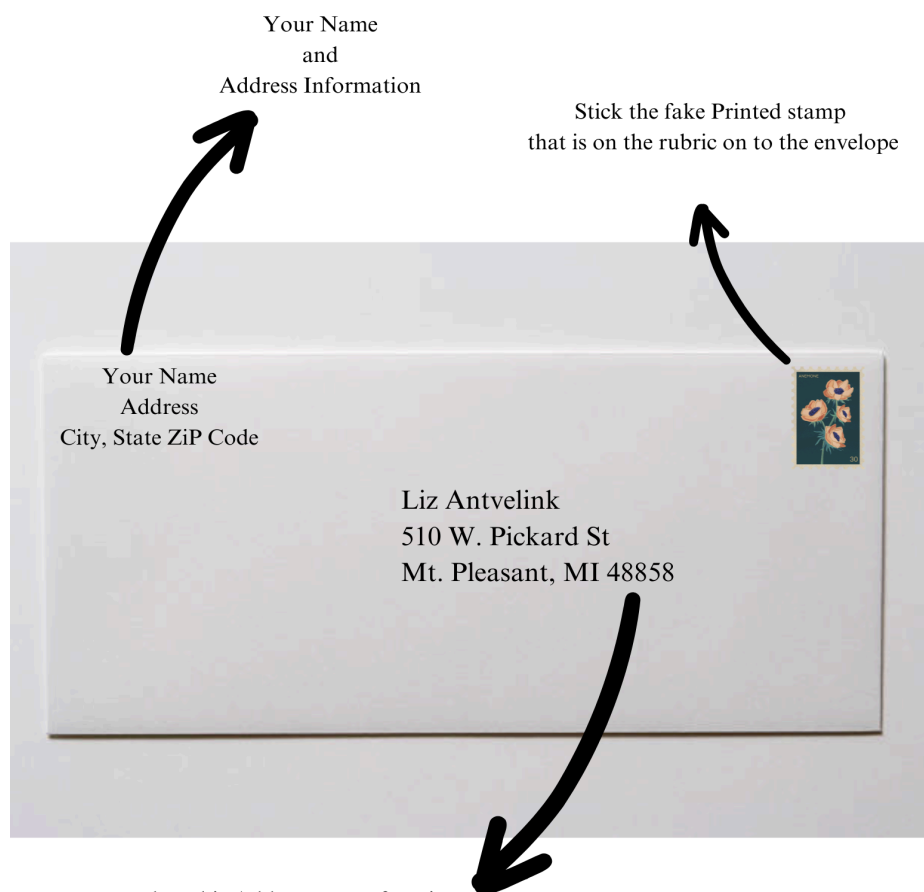 Your Name
and
Address Information
Stick the fake Printed stamp
that is on the rubric on to the envelope
Your Name
Address
City, State ZiP Code
30
Liz Antvelink
510 W. Pickard St
Mt. Pleasant, MI 48858